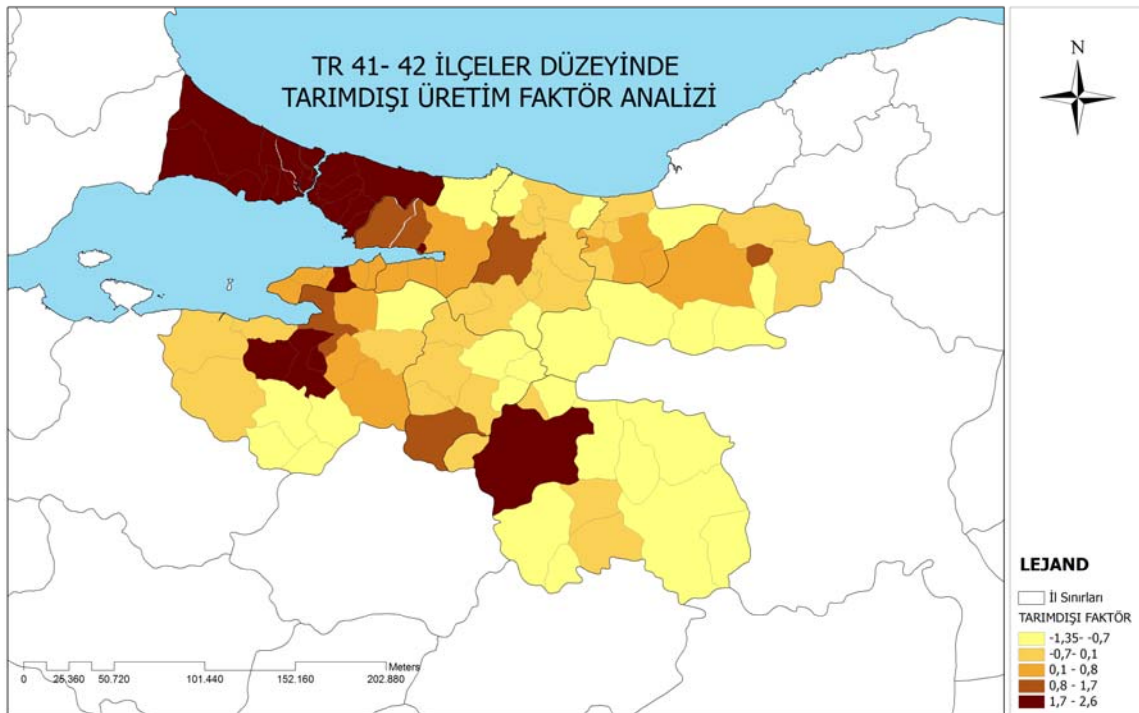 TR 41- 42 İLÇELER DÜZEYİNDE
TARIMDIŞI ÜRETİM FAKTÖR ANALİZİ
N
LEJAND
İl Sınırları
TARIMDIŞI FAKTÖR
-1,35- -0,7
-0,7- 0,1
0,1 - 0,8
0,8 - 1,7
1,7 - 2,6
Meters
0 25.360 50.720 101.440 152.160 202.880